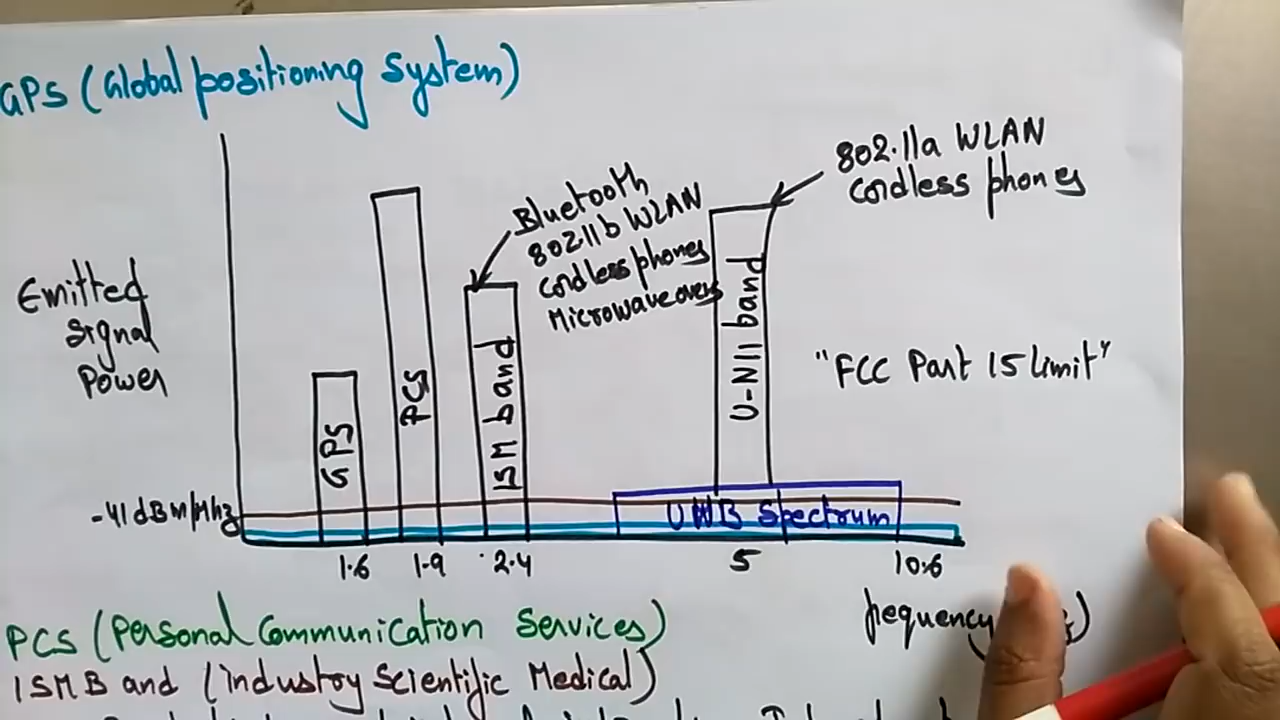 GPS (Global positioning System)
Emitted
Signal
Power
Bluetooth
802.11b WLAN
Cordless phones
Microwave ovens
802.11a WLAN
Cordless phones
GPS
PCS
ISM band
U-NII band
"FCC Part 15 limit"
-41 dBm/Mhz
UWB Spectrum
1.6 1.9 2.4 5 10.6
frequency
PCS (Personal Communication Services)
ISMB and (industry Scientific Medical)